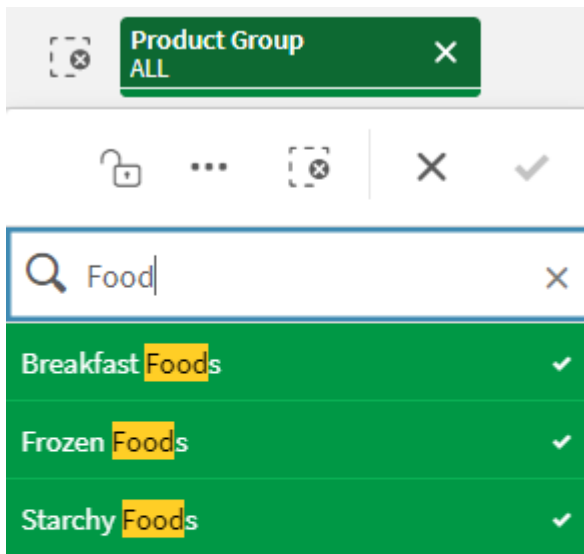 Product Group
ALL
Food
Breakfast Foods
Frozen Foods
Starchy Foods